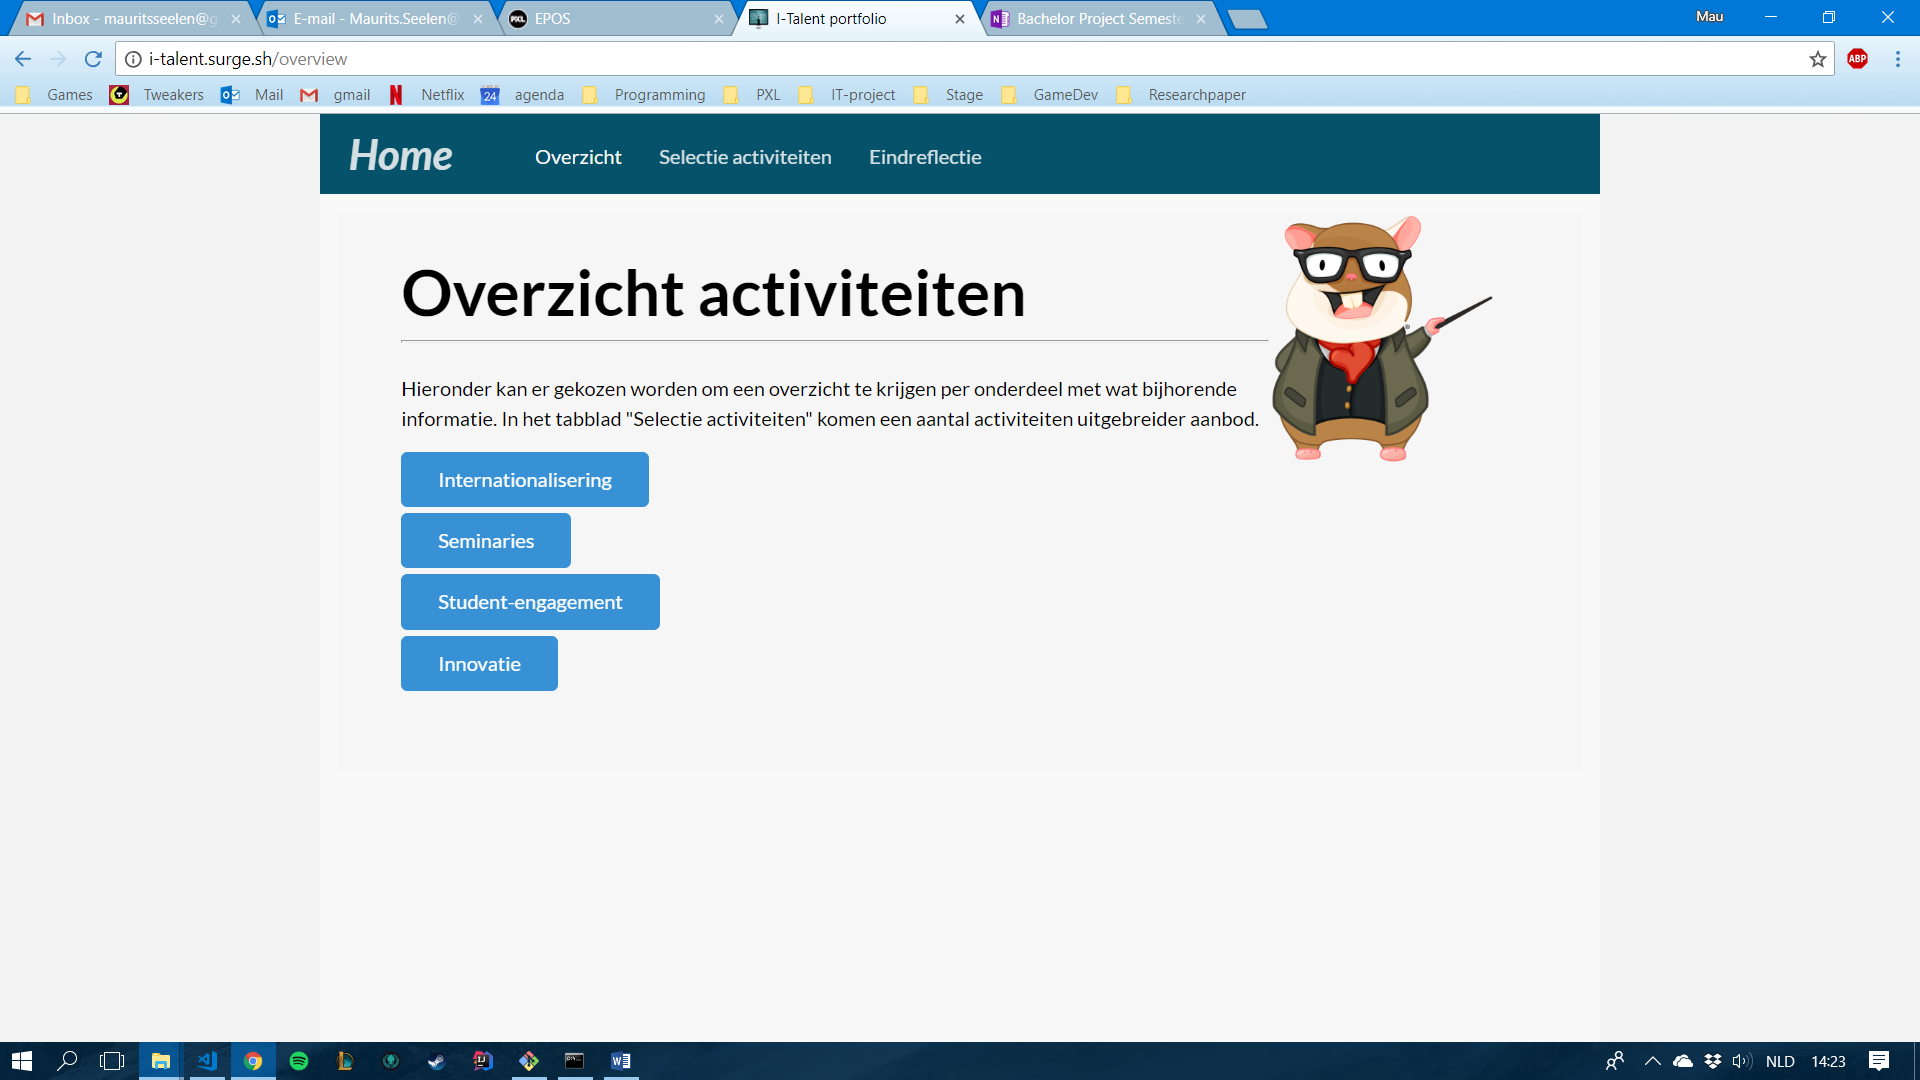 Inbox - mauritsseelen@g
E-mail - Maurits.Seelen@
PXL EPOS
I-Talent portfolio
Bachelor Project Semeste
Mau
i-talent.surge.sh/overview
ABP
Games
Tweakers
Mail
gmail
Netflix
24 agenda
Programming
PXL
IT-project
Stage
GameDev
Researchpaper
Home
Overzicht
Selectie activiteiten
Eindreflectie
Overzicht activiteiten
Hieronder kan er gekozen worden om een overzicht te krijgen per onderdeel met wat bijhorende
informatie. In het tabblad "Selectie activiteiten" komen een aantal activiteiten uitgebreider aanbod.
Internationalisering
Seminaries
Student-engagement
Innovatie
NLD
14:23